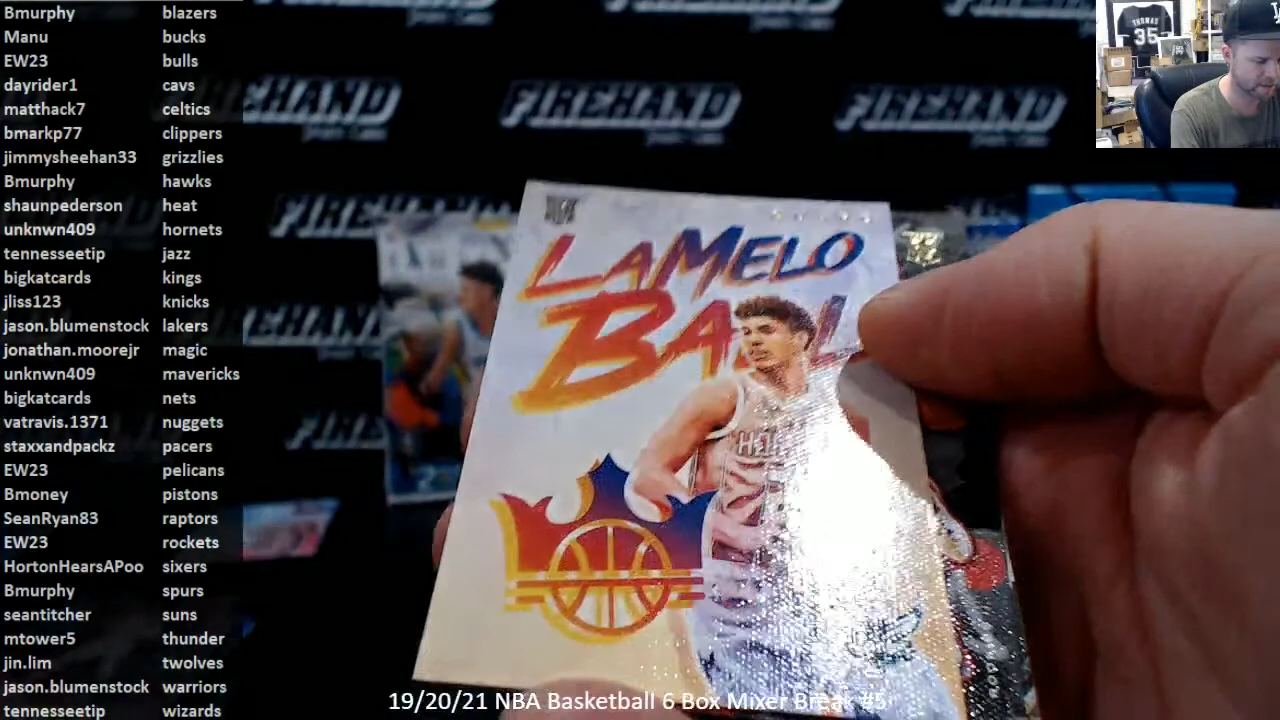 Bmurphy blazers
Manu bucks
EW23 bulls
dayrider1 cavs
matthack7 celtics
bmarkp77 clippers
jimmysheehan33 grizzlies
Bmurphy hawks
shaunpederson heat
unknwn409 hornets
tennesseetip jazz
bigkatcards kings
jliss123 knicks
jason.blumenstock lakers
jonathan.moorejr magic
unknwn409 mavericks
bigkatcards nets
vatravis.1371 nuggets
staxxandpackz pacers
EW23 pelicans
Bmoney pistons
SeanRyan83 raptors
EW23 rockets
HortonHearsAPoo sixers
Bmurphy spurs
seantitcher suns
mtower5 thunder
jin.lim twolves
jason.blumenstock warriors
tennesseetip wizards
FIREHAND
FIREHAND
THOMAS
35
LAMELO
BALL
19/20/21 NBA Basketball 6 Box Mixer Break #5